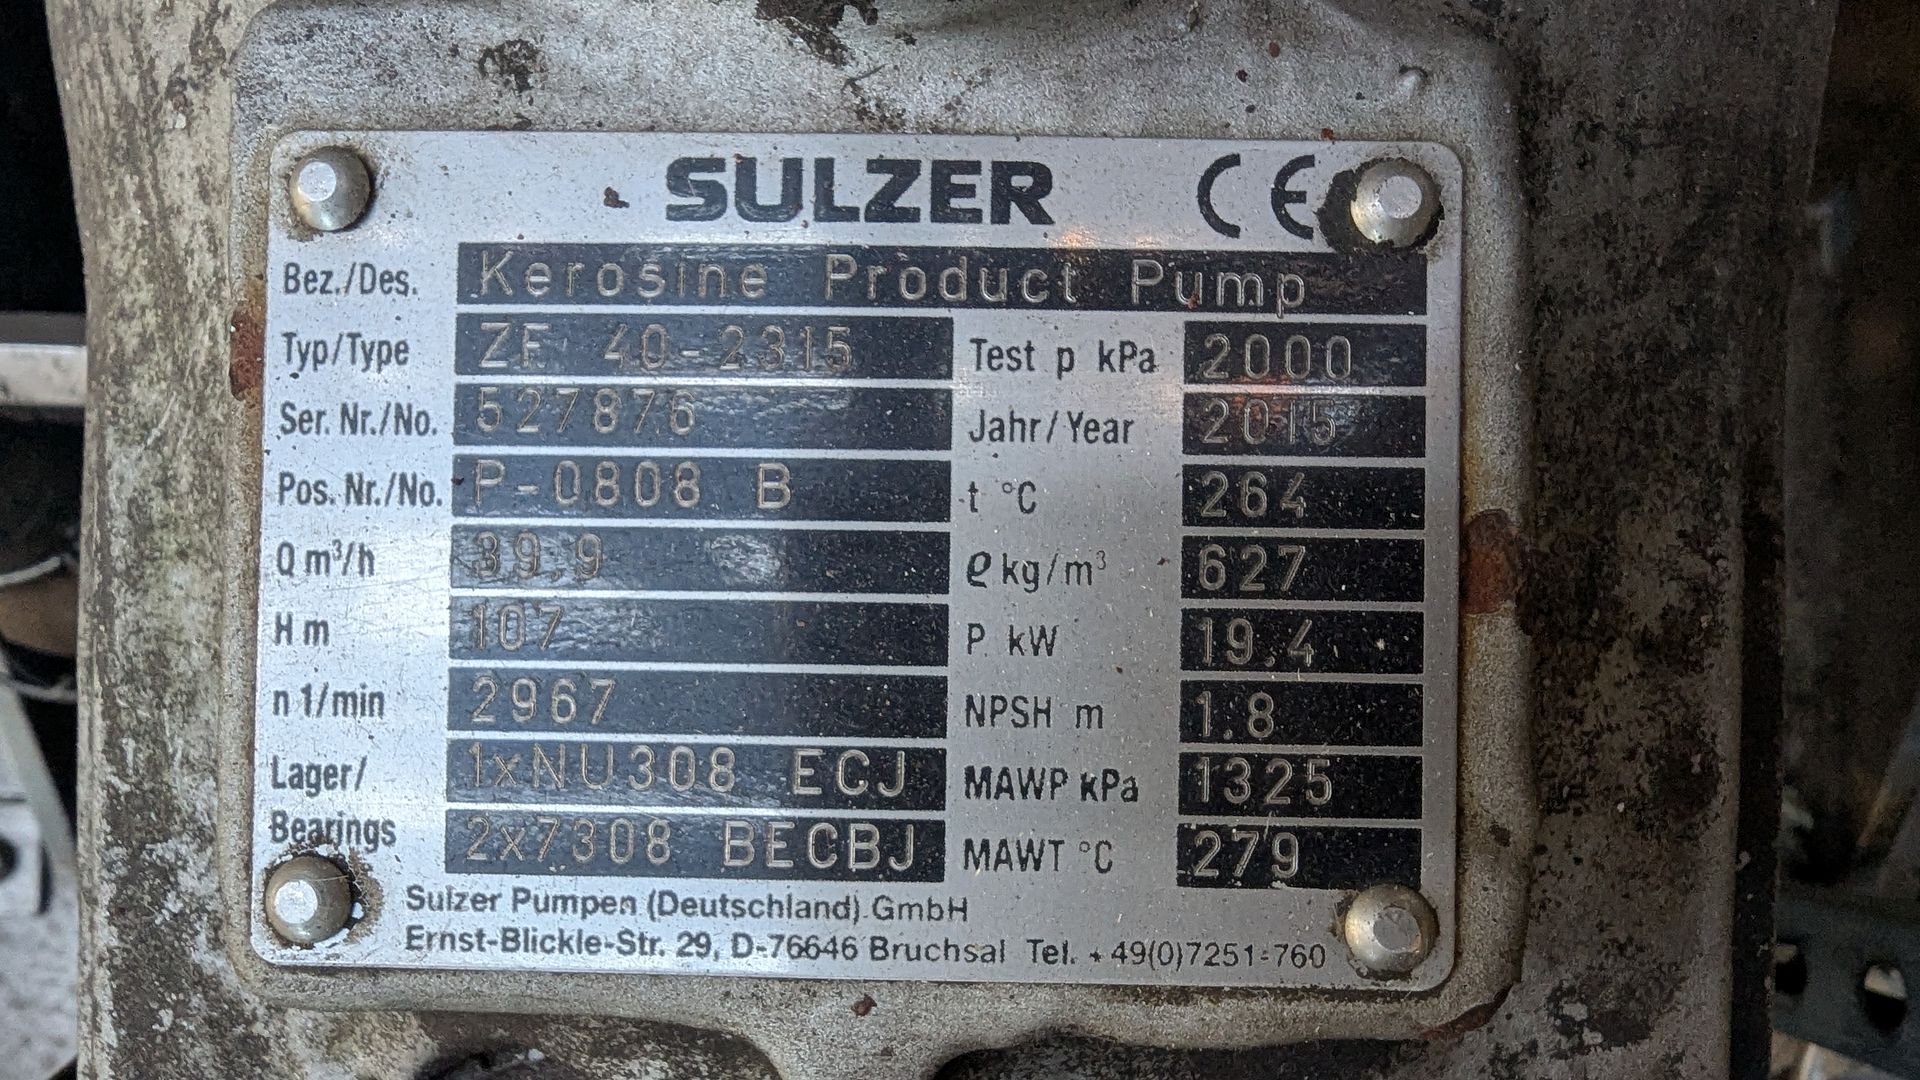 SULZER CE
Bez./Des. Kerosine Product Pump
Typ/Type ZF 40-2315 Test p kPa 2000
Ser. Nr./No. 527876 Jahr/Year 2015
Pos. Nr./No. P-0808 B t °C 264
Q m³/h 39,9 ϱ kg/m³ 627
H m 107 P kW 19.4
n 1/min 2967 NPSH m 1.8
Lager/ 1xNU308 ECJ MAWP kPa 1325
Bearings 2x7308 BECBJ MAWT °C 279
Sulzer Pumpen (Deutschland) GmbH
Ernst-Blickle-Str. 29, D-76646 Bruchsal Tel. +49(0)7251-760